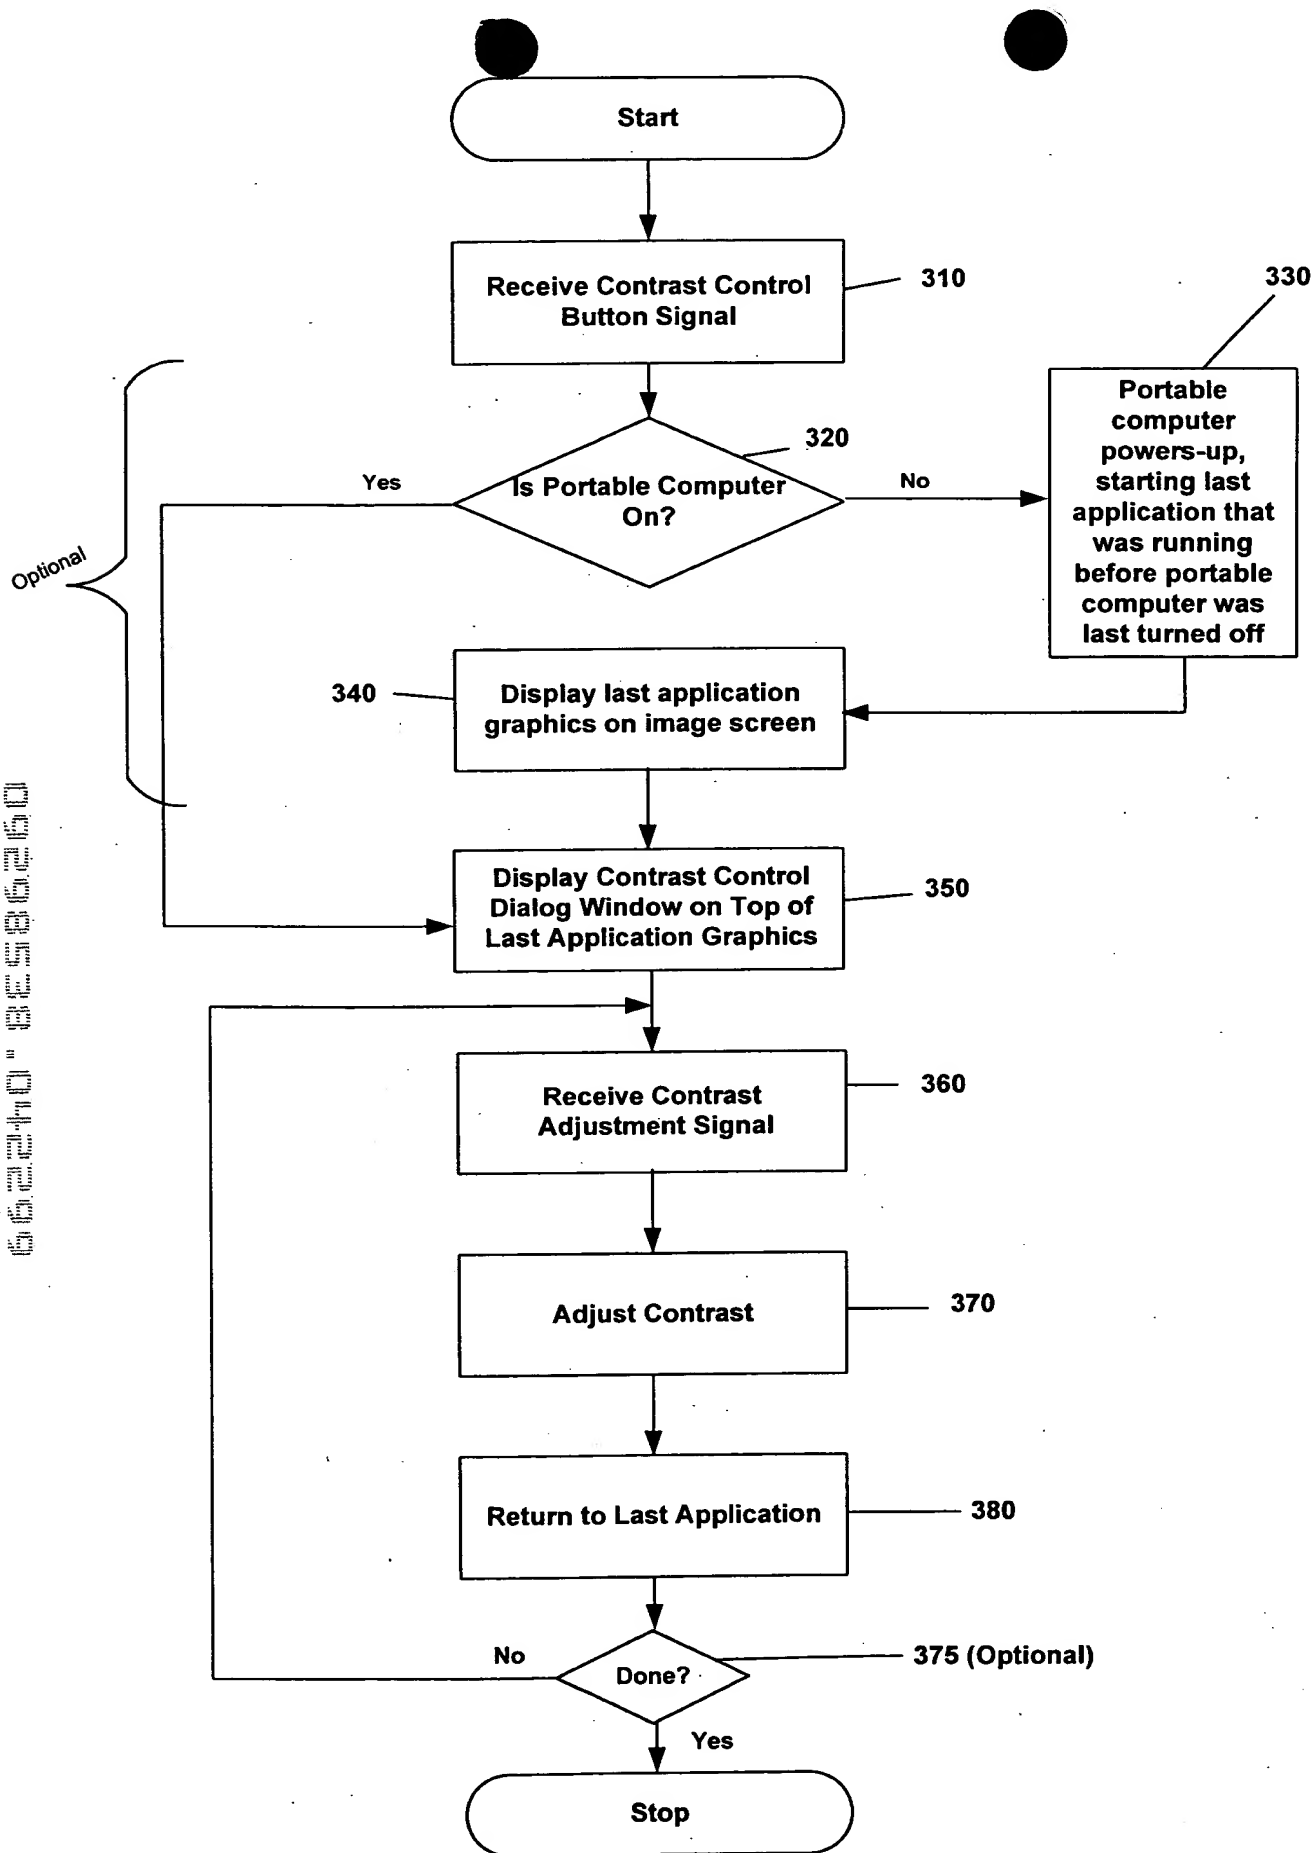 Start
Receive Contrast Control
Button Signal
310
330
Portable
computer
powers-up,
starting last
application that
was running
before portable
computer was
last turned off
320
Is Portable Computer
On?
Yes
No
Optional
340
Display last application
graphics on image screen
Display Contrast Control
Dialog Window on Top of
Last Application Graphics
350
Receive Contrast
Adjustment Signal
360
Adjust Contrast
370
Return to Last Application
380
No
Done?
375 (Optional)
Yes
Stop
09298538 . 042299